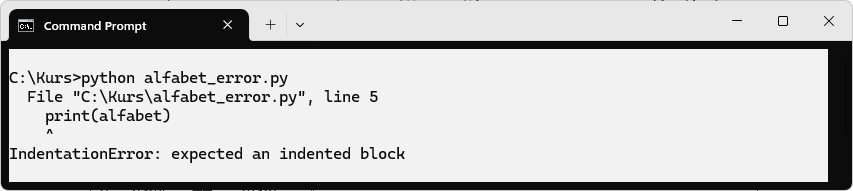 Command Prompt
C:\Kurs>python alfabet_error.py
  File "C:\Kurs\alfabet_error.py", line 5
    print(alfabet)
    ^
IndentationError: expected an indented block